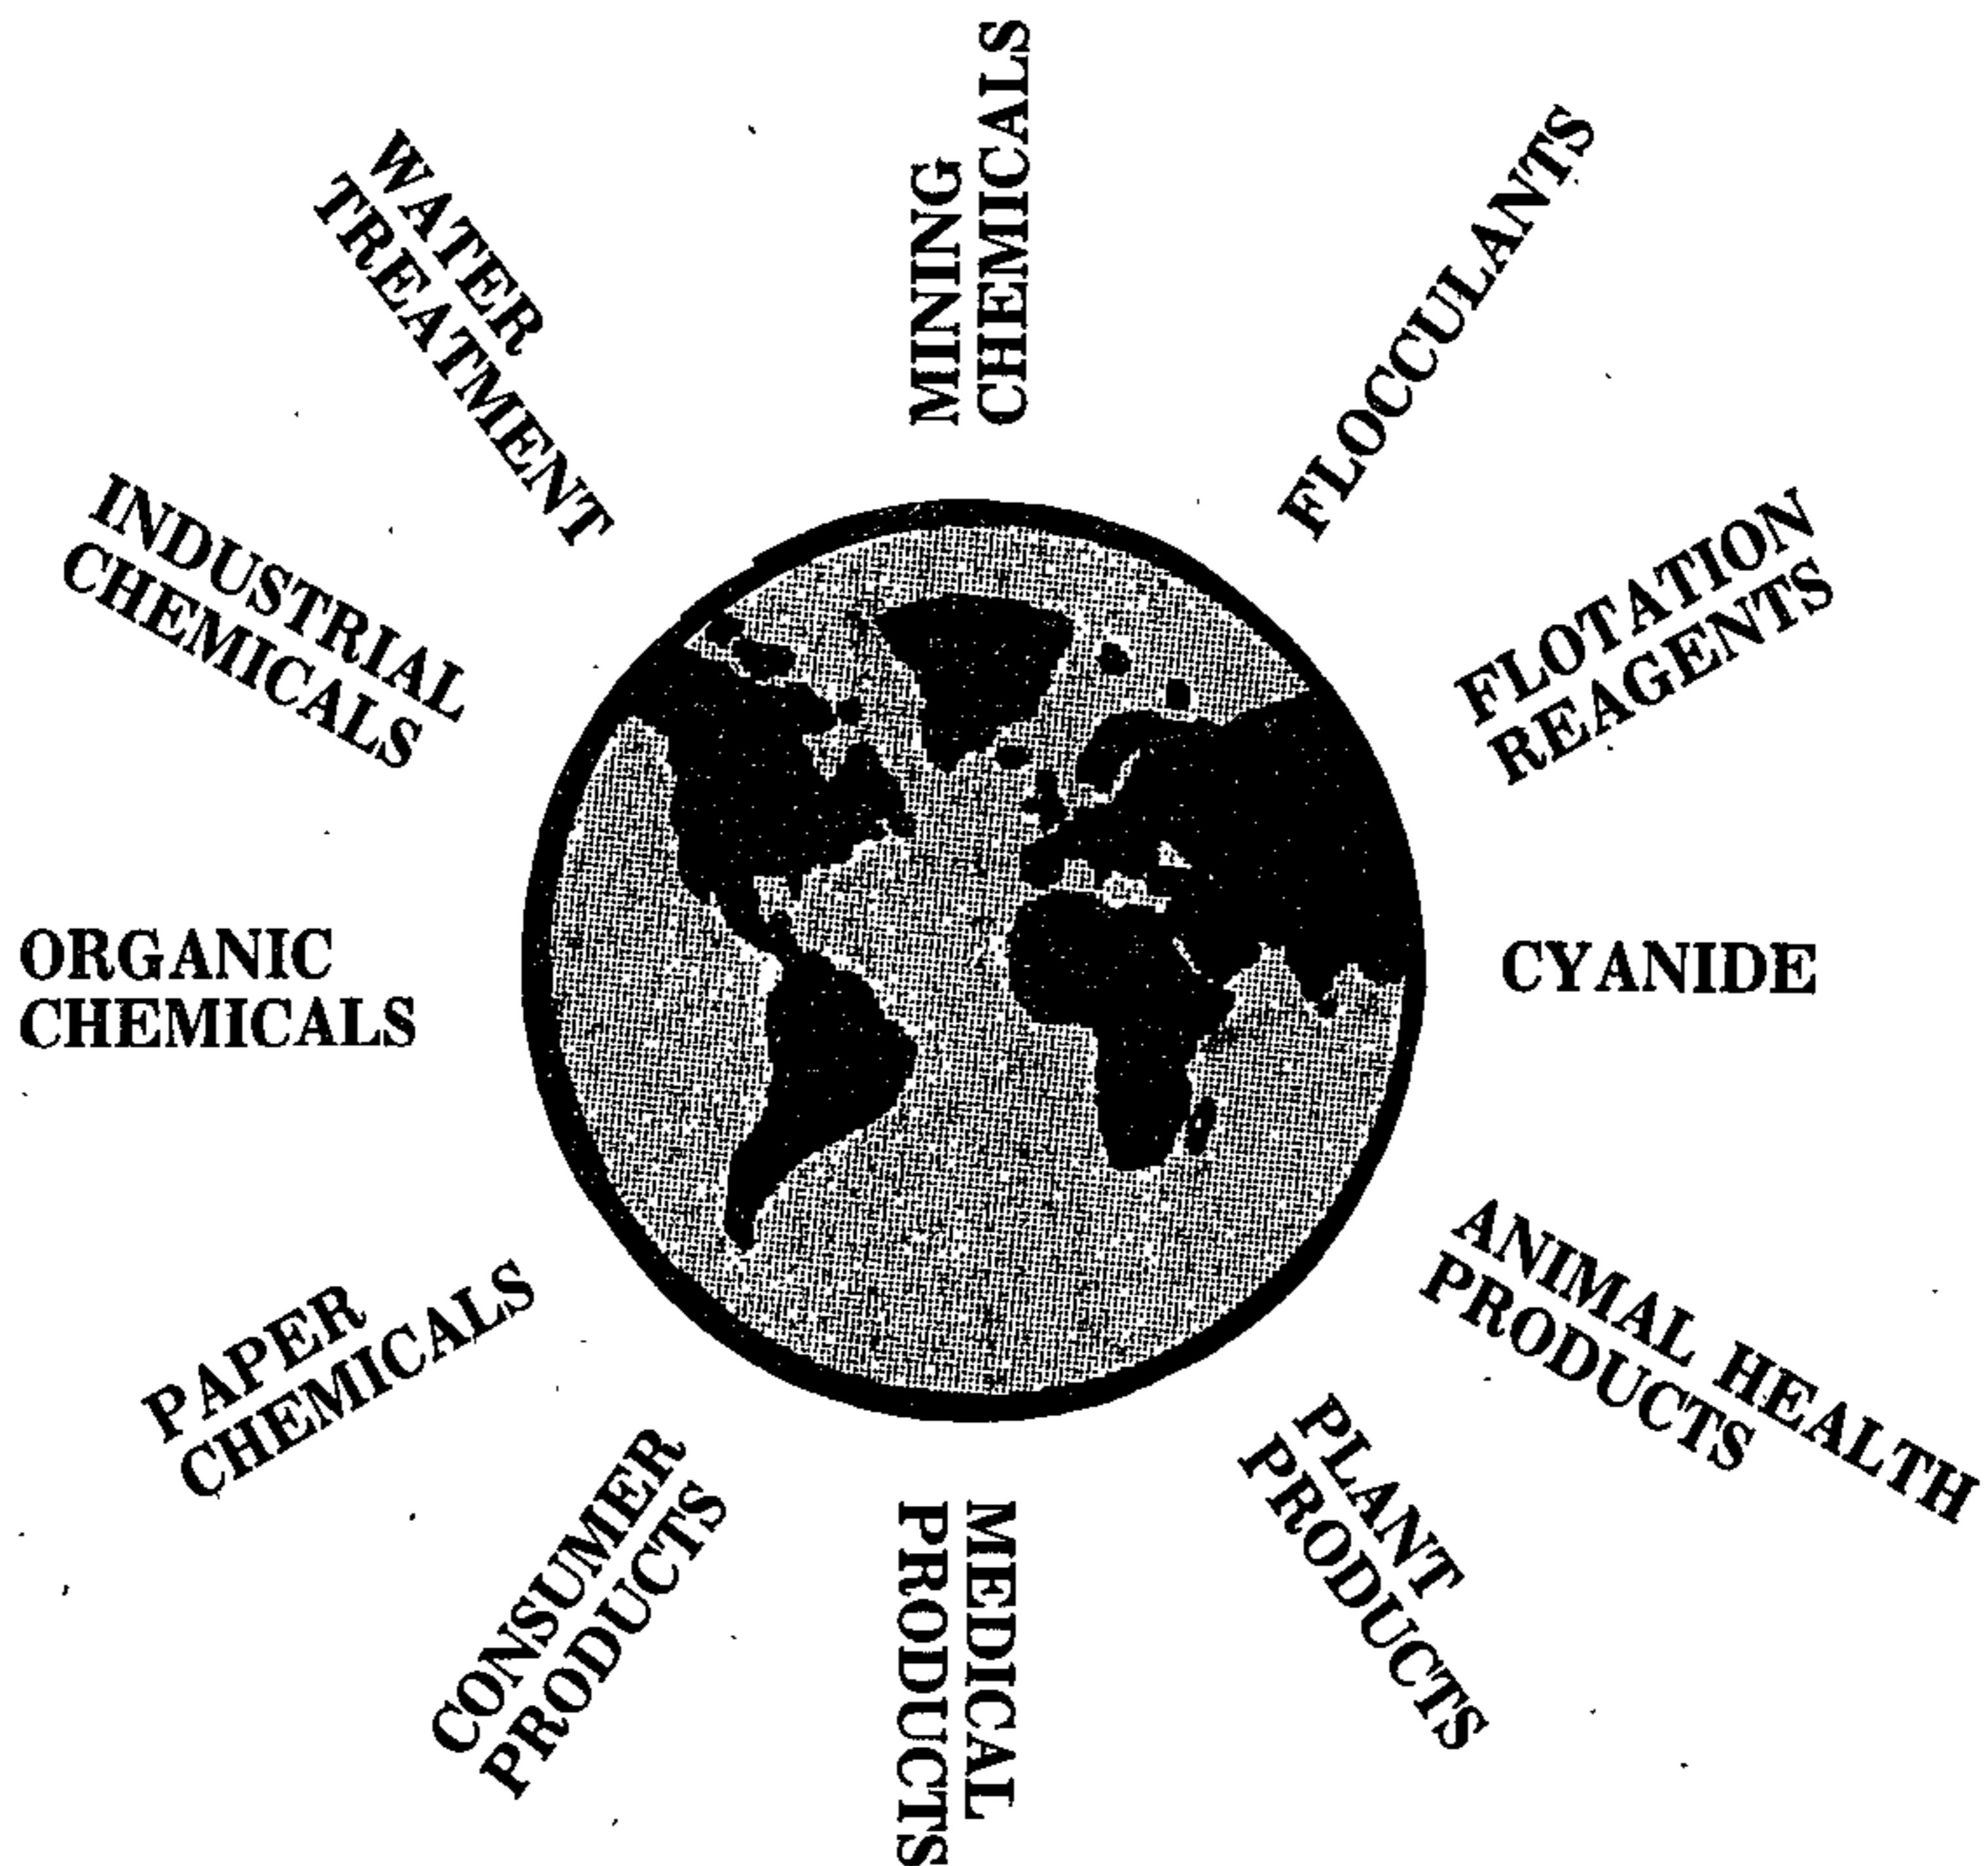 MINING
CHEMICALS
FLOCCULANTS
FLOTATION
REAGENTS
CYANIDE
ANIMAL HEALTH
PRODUCTS
PLANT
PRODUCTS
MEDICAL
PRODUCTS
CONSUMER
PRODUCTS
PAPER
CHEMICALS
ORGANIC
CHEMICALS
INDUSTRIAL
CHEMICALS
WATER
TREATMENT